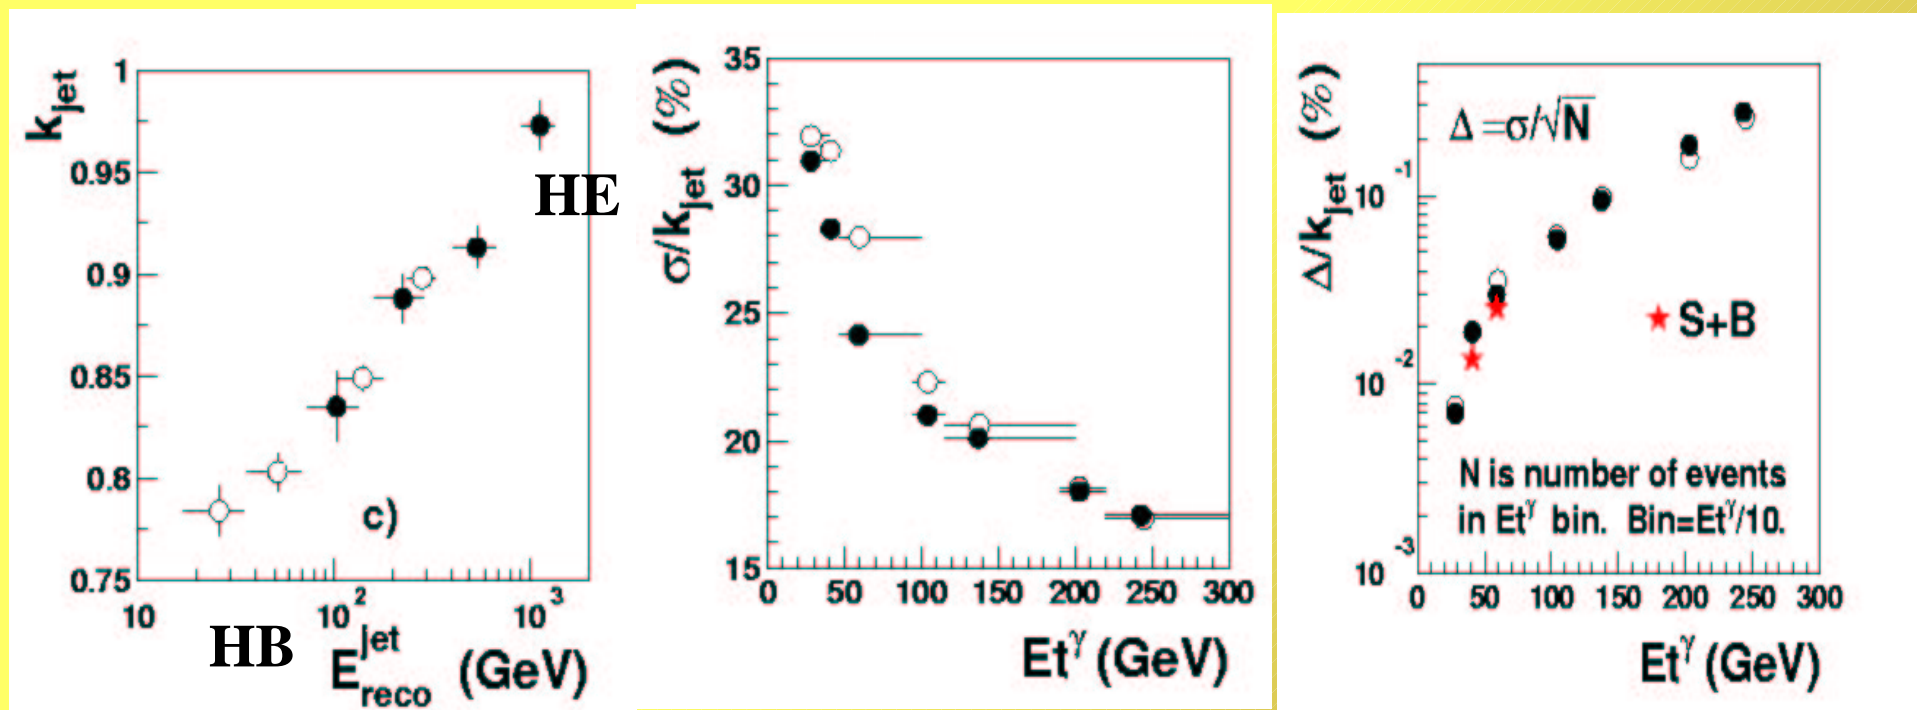 k_jet
1
0.95
0.9
0.85
0.8
0.75
10
10^2
10^3
HE
c)
HB
E_reco^jet (GeV)
σ/k_jet (%)
35
30
25
20
15
0 50 100 150 200 250 300
Et^γ (GeV)
Δ/k_jet (%)
Δ =σ/√N
10^-1
★ S+B
10^-2
N is number of events
in Et^γ bin. Bin=Et^γ/10.
10^-3
0 50 100 150 200 250 300
Et^γ (GeV)